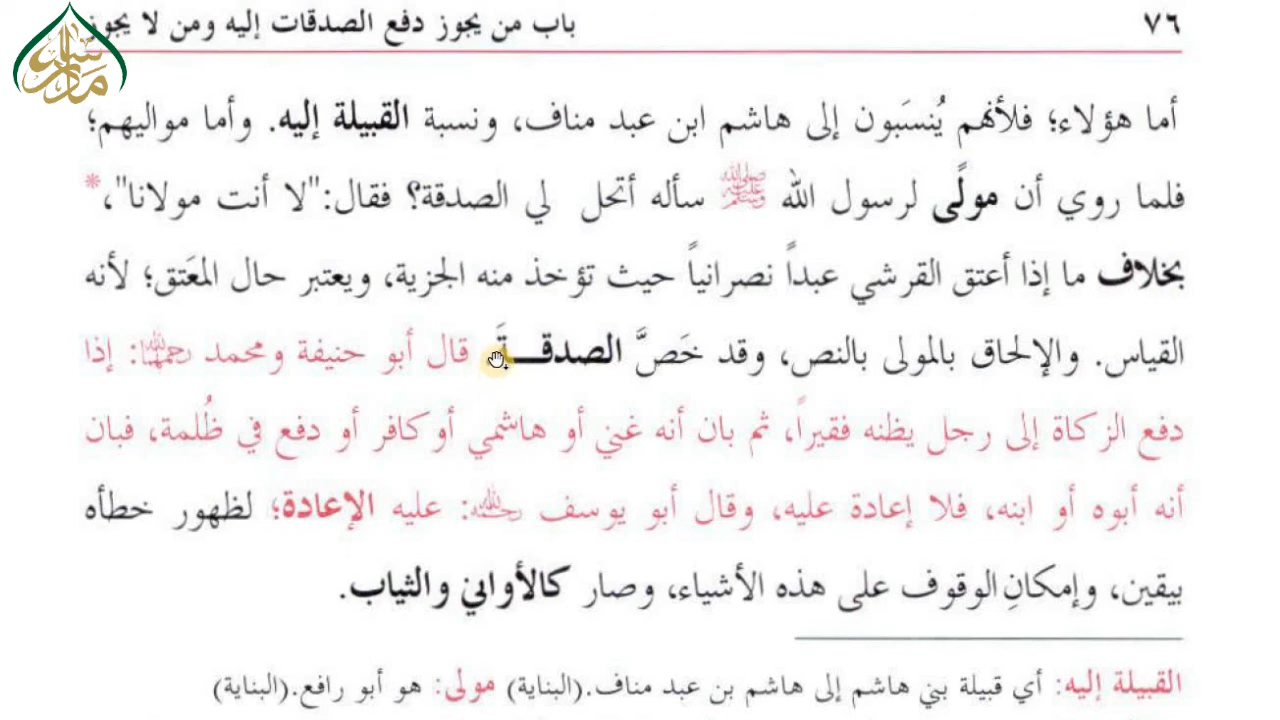 ٧٦ باب من يجوز دفع الصدقات إليه ومن لا يجوز
أما هؤلاء؛ فلأنهم يُنسَبون إلى هاشم ابن عبد مناف، ونسبة القبيلة إليه. وأما مواليهم؛
فلما روي أن مولًى لرسول الله ﷺ سأله أتحل لي الصدقة؟ فقال:"لا أنت مولانا"،*
بخلاف ما إذا أعتق القرشي عبداً نصرانياً حيث تؤخذ منه الجزية، ويعتبر حال المعَتق؛ لأنه
القياس. والإلحاق بالمولى بالنص، وقد خَصَّ الصدقـــةَ قال أبو حنيفة ومحمد رحمهما الله: إذا
دفع الزكاة إلى رجل يظنه فقيراً، ثم بان أنه غني أو هاشمي أو كافر أو دفع في ظُلمة، فبان
أنه أبوه أو ابنه، فلا إعادة عليه، وقال أبو يوسف رحمه الله: عليه الإعادة؛ لظهور خطأه
بيقين، وإمكانِ الوقوف على هذه الأشياء، وصار كالأواني والثياب.
القبيلة إليه: أي قبيلة بني هاشم إلى هاشم بن عبد مناف.(البناية) مولى: هو أبو رافع.(البناية)